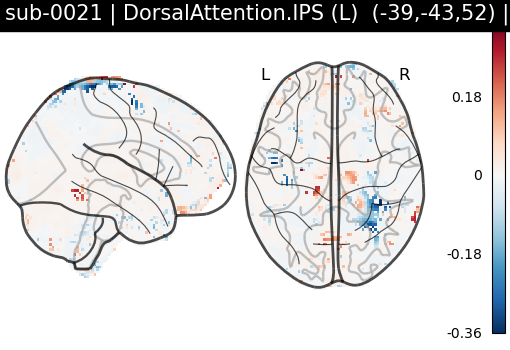 sub-0021 | DorsalAttention.IPS (L)  (-39,-43,52) |
L
R
0.18
0
-0.18
-0.36